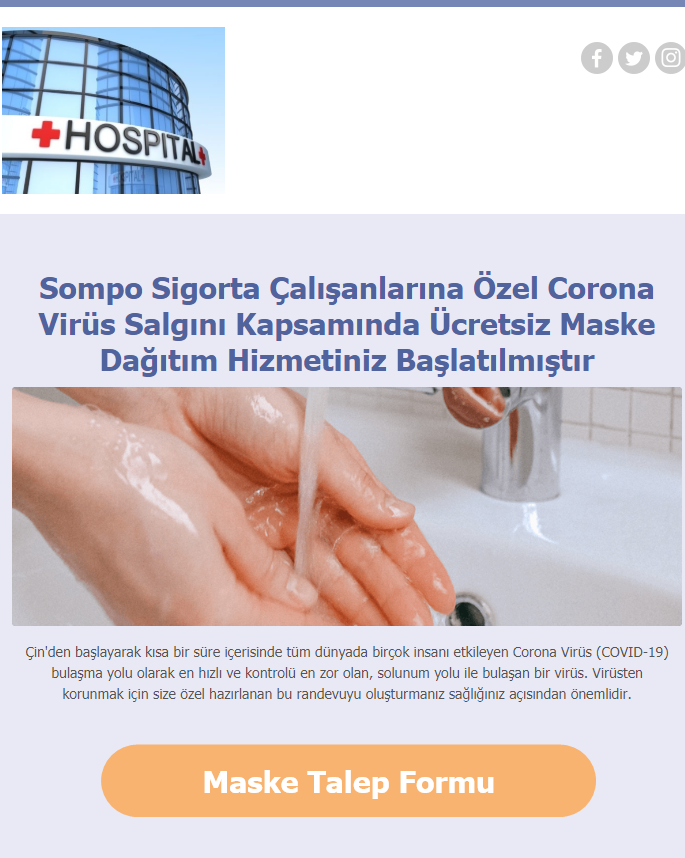 HOSPITAL
Sompo Sigorta Çalışanlarına Özel Corona
Virüs Salgını Kapsamında Ücretsiz Maske
Dağıtım Hizmetiniz Başlatılmıştır
Çin'den başlayarak kısa bir süre içerisinde tüm dünyada birçok insanı etkileyen Corona Virüs (COVID-19)
bulaşma yolu olarak en hızlı ve kontrolü en zor olan, solunum yolu ile bulaşan bir virüs. Virüsten
korunmak için size özel hazırlanan bu randevuyu oluşturmanız sağlığınız açısından önemlidir.
Maske Talep Formu